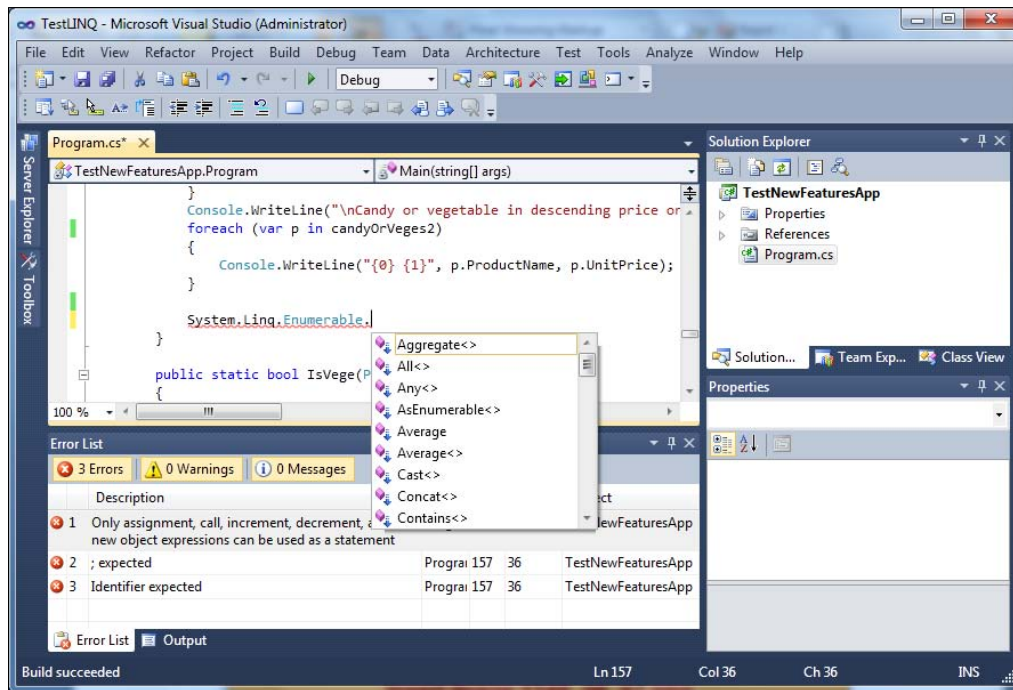 TestLINQ - Microsoft Visual Studio (Administrator)
File Edit View Refactor Project Build Debug Team Data Architecture Test Tools Analyze Window Help
Debug
Server Explorer
Toolbox
Program.cs*
TestNewFeaturesApp.Program
Main(string[] args)
}
Console.WriteLine("\nCandy or vegetable in descending price or
foreach (var p in candyOrVeges2)
{
Console.WriteLine("{0} {1}", p.ProductName, p.UnitPrice);
}
System.Linq.Enumerable.
}
public static bool IsVege(P
{
100 %
Aggregate<>
All<>
Any<>
AsEnumerable<>
Average
Average<>
Cast<>
Concat<>
Contains<>
Solution Explorer
TestNewFeaturesApp
Properties
References
Program.cs
Solution... Team Exp... Class View
Properties
Error List
3 Errors 0 Warnings 0 Messages
Description
1 Only assignment, call, increment, decrement, a
new object expressions can be used as a statement
2 ; expected Program 157 36 TestNewFeaturesApp
3 Identifier expected Program 157 36 TestNewFeaturesApp
Error List Output
Build succeeded Ln 157 Col 36 Ch 36 INS